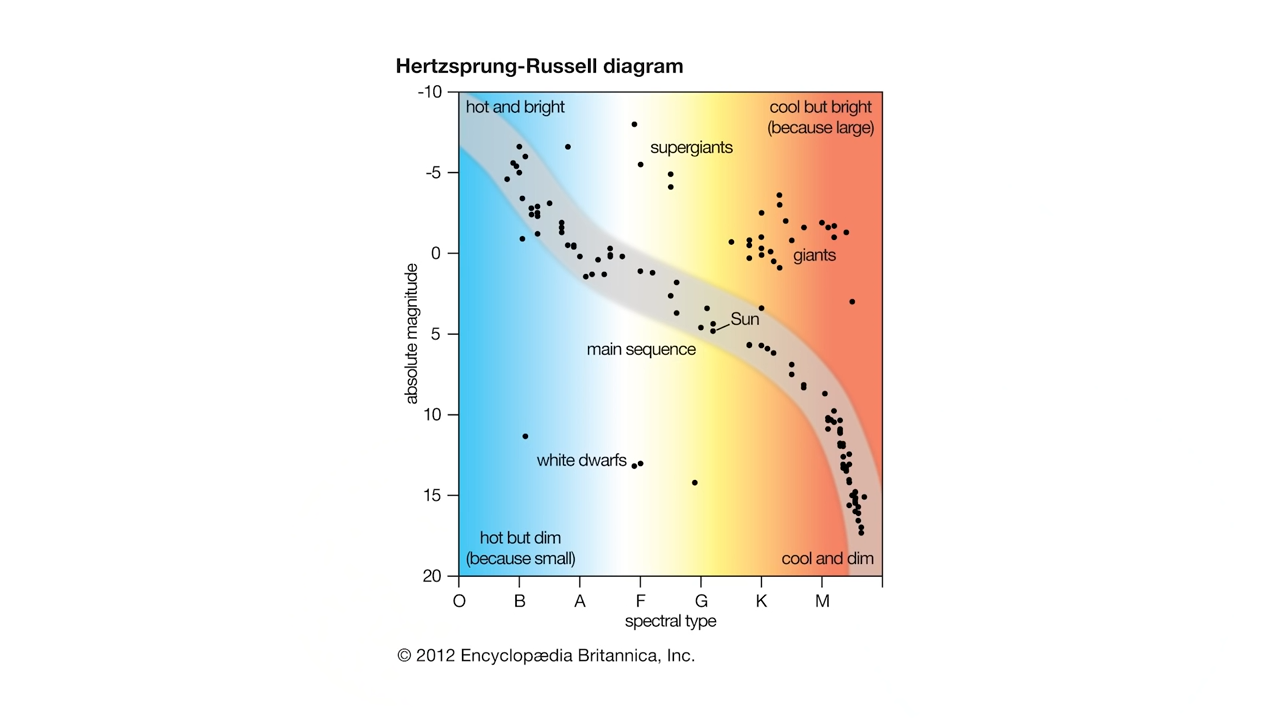 Hertzsprung-Russell diagram
-10
hot and bright
cool but bright
(because large)
supergiants
-5
0
giants
absolute magnitude
Sun
5
main sequence
10
white dwarfs
15
hot but dim
(because small)
cool and dim
20
O B A F G K M
spectral type
© 2012 Encyclopædia Britannica, Inc.